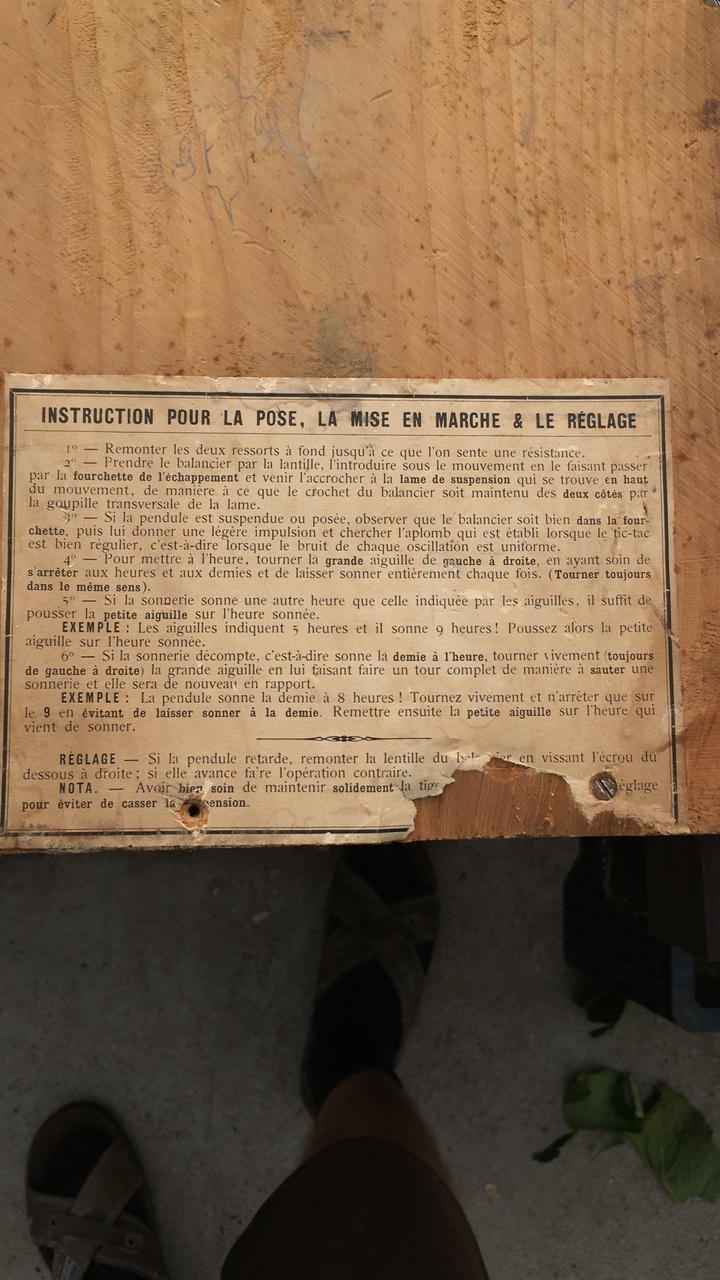 INSTRUCTION POUR LA POSE, LA MISE EN MARCHE & LE RÉGLAGE
1º — Remonter les deux ressorts à fond jusqu'à ce que l'on sente une résistance.
2º — Prendre le balancier par la lantille, l'introduire sous le mouvement en le faisant passer
par la fourchette de l'échappement et venir l'accrocher à la lame de suspension qui se trouve en haut
du mouvement, de manière à ce que le crochet du balancier soit maintenu des deux côtés par
la goupille transversale de la lame.
3º — Si la pendule est suspendue ou posée, observer que le balancier soit bien dans la four-
chette, puis lui donner une légère impulsion et chercher l'aplomb qui est établi lorsque le tic-tac
est bien régulier, c'est-à-dire lorsque le bruit de chaque oscillation est uniforme.
4º — Pour mettre à l'heure, tourner la grande aiguille de gauche à droite, en ayant soin de
s'arrêter aux heures et aux demies et de laisser sonner entièrement chaque fois. (Tourner toujours
dans le même sens).
5º — Si la sonnerie sonne une autre heure que celle indiquée par les aiguilles, il suffit de
pousser la petite aiguille sur l'heure sonnée.
EXEMPLE : Les aiguilles indiquent 5 heures et il sonne 9 heures! Poussez alors la petite
aiguille sur l'heure sonnée.
6º — Si la sonnerie décompte, c'est-à-dire sonne la demie à l'heure, tourner vivement (toujours
de gauche à droite) la grande aiguille en lui faisant faire un tour complet de manière à sauter une
sonnerie et elle sera de nouveau en rapport.
EXEMPLE : La pendule sonne la demie à 8 heures ! Tournez vivement et n'arrêter que sur
le 9 en évitant de laisser sonner à la demie. Remettre ensuite la petite aiguille sur l'heure qui
vient de sonner.
RÉGLAGE — Si la pendule retarde, remonter la lentille du en vissant l'écrou du
dessous à droite ; si elle avance faire l'opération contraire.
NOTA. — Avoir bien soin de maintenir solidement la réglage
pour éviter de casser la